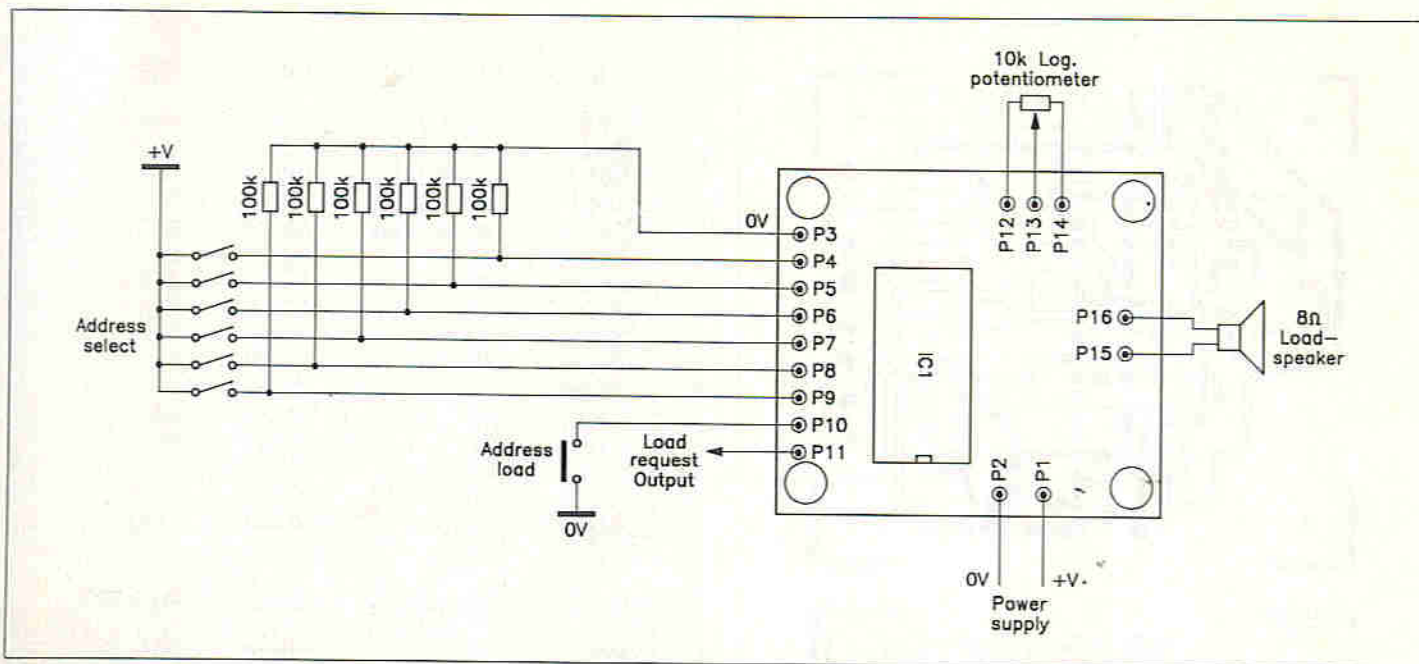 10k Log.
potentiometer
+V
100k
100k
100k
100k
100k
100k
0V
P3
P4
P5
P6
P7
P8
P9
P10
P11
P12
P13
P14
P16
P15
8Ω
Load-
speaker
Address
select
IC1
Address
load
0V
Load
request
Output
P2
P1
0V
+V
Power
supply